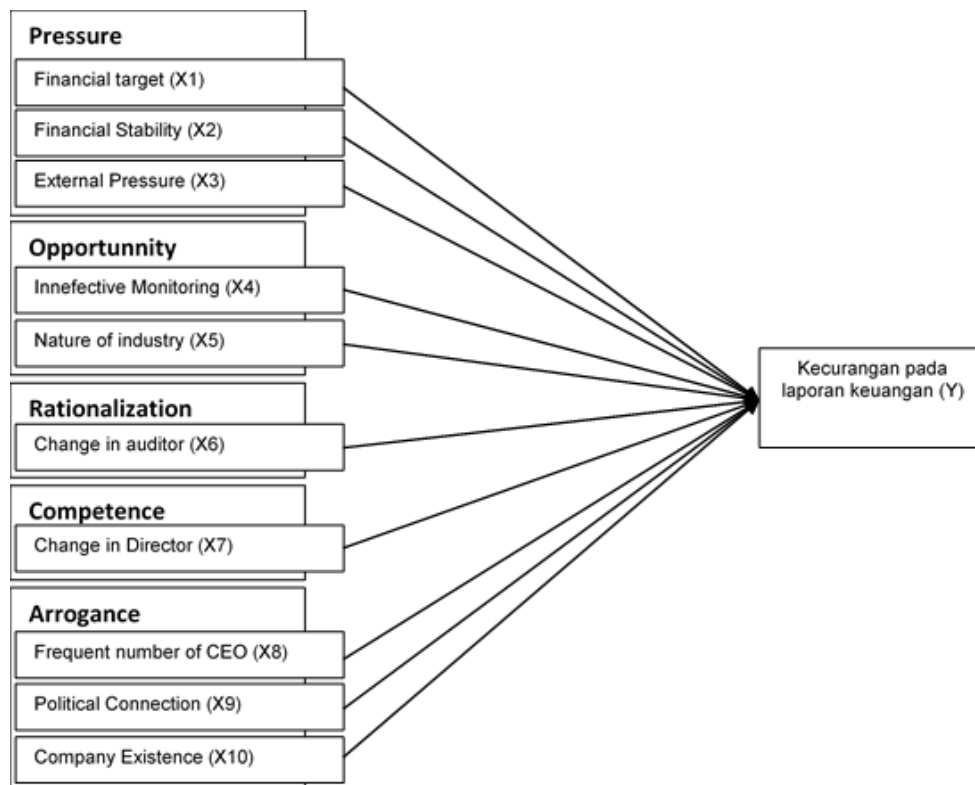 Pressure
Financial target (X1)
Financial Stability (X2)
External Pressure (X3)
Opportunnity
Innefective Monitoring (X4)
Nature of industry (X5)
Rationalization
Change in auditor (X6)
Competence
Change in Director (X7)
Arrogance
Frequent number of CEO (X8)
Political Connection (X9)
Company Existence (X10)
Kecurangan pada
laporan keuangan (Y)